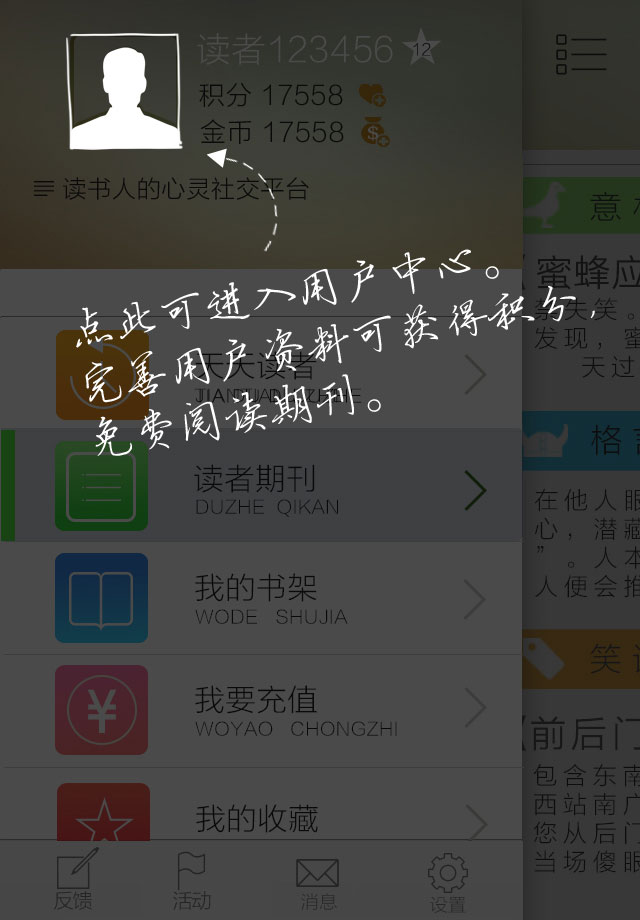 读者123456 12
积分 17558
金币 17558
读书人的心灵社交平台
点此可进入用户中心。
完善用户资料可获得积分,
免费阅读期刊。
天天读者
读者期刊
DUZHE QIKAN
我的书架
WODE SHUJIA
我要充值
WOYAO CHONGZHI
我的收藏
反馈
活动
消息
设置
意
蜜蜂应
失笑。
发现，蜜
天过
格言
在他人眼
心，潜藏
”。人本
人便会推
笑
前后门
包含东南
西站南广
您从后门
当场傻眼